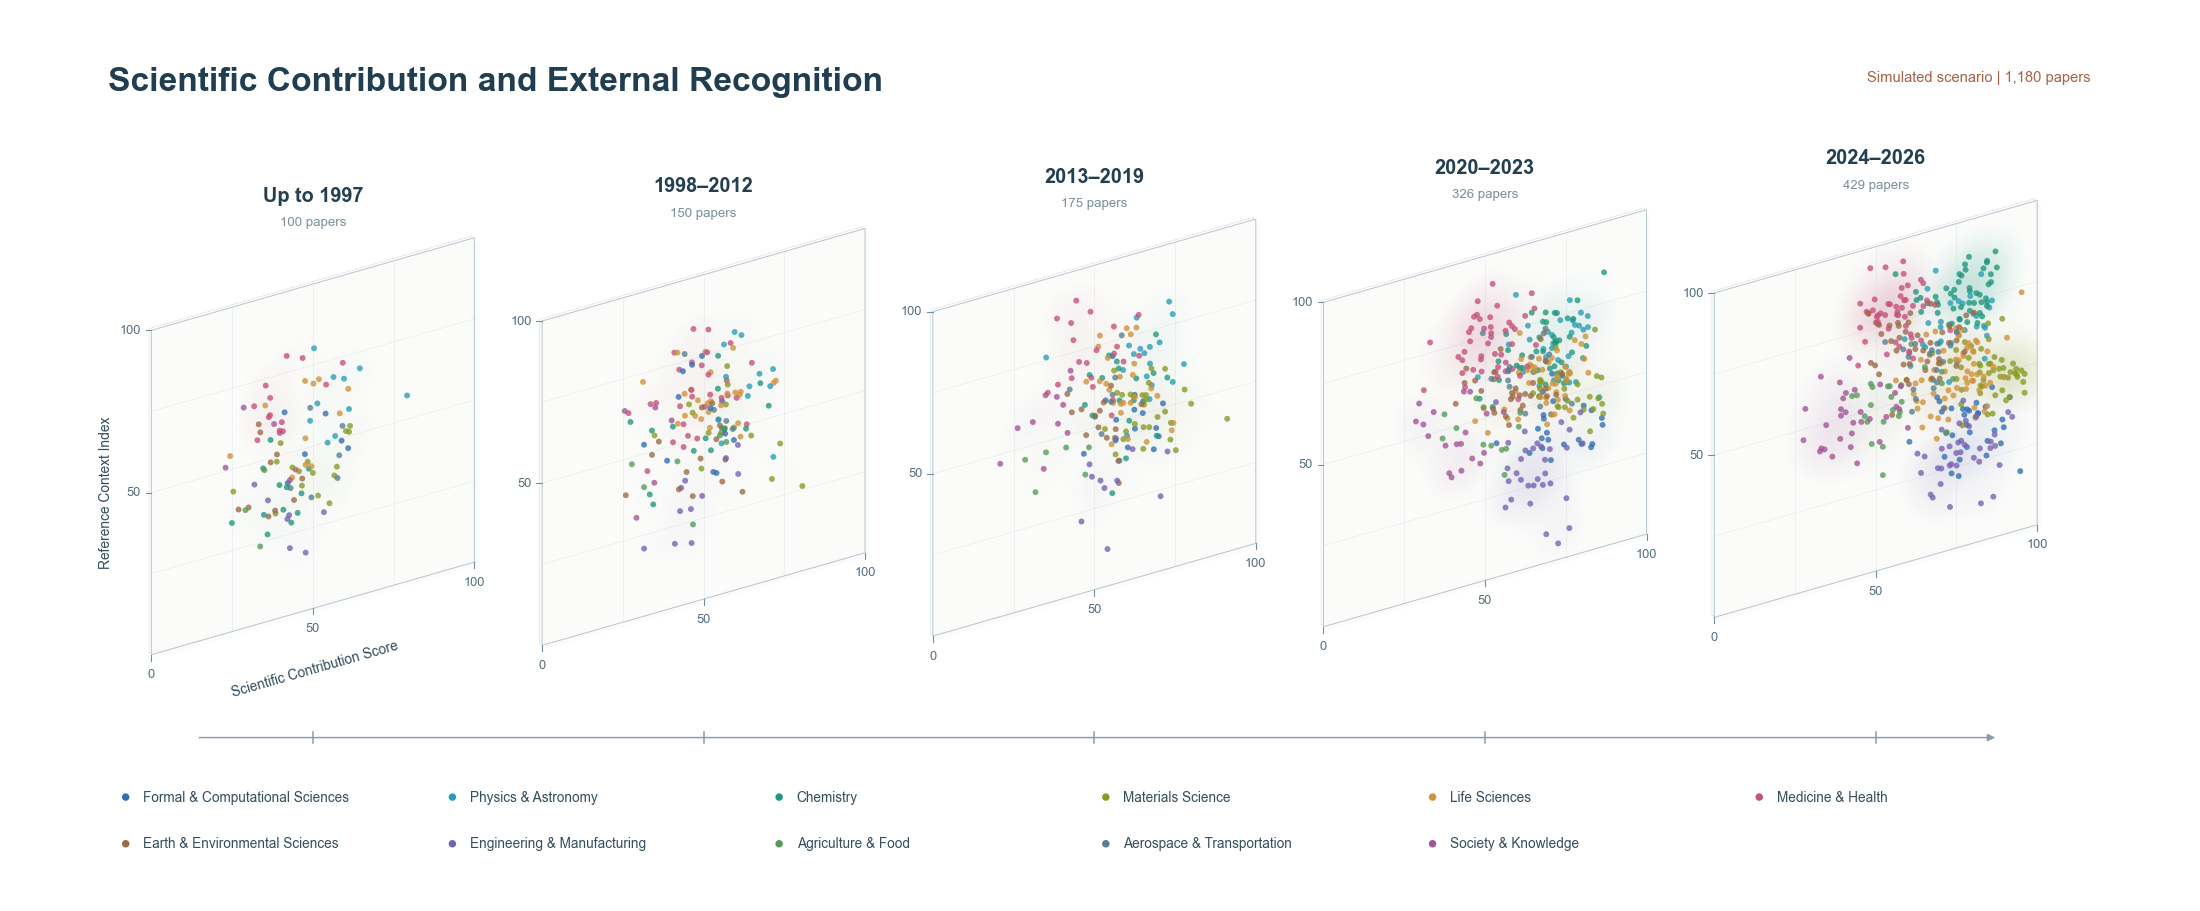 Scientific Contribution and External Recognition
Simulated scenario | 1,180 papers
Up to 1997
100 papers
1998–2012
150 papers
2013–2019
175 papers
2020–2023
326 papers
2024–2026
429 papers
Reference Context Index
100
50
0
50
100
Scientific Contribution Score
100
50
0
50
100
100
50
0
50
100
100
50
0
50
100
100
50
0
50
100
Formal & Computational Sciences
Physics & Astronomy
Chemistry
Materials Science
Life Sciences
Medicine & Health
Earth & Environmental Sciences
Engineering & Manufacturing
Agriculture & Food
Aerospace & Transportation
Society & Knowledge